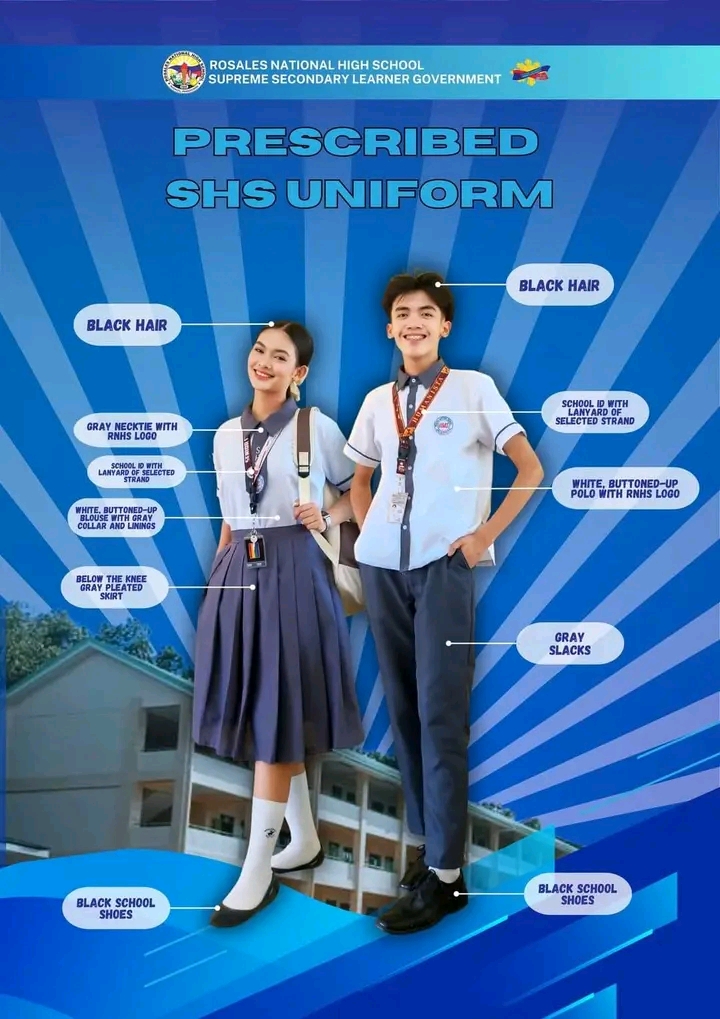 ROSALES NATIONAL HIGH SCHOOL
SUPREME SECONDARY LEARNER GOVERNMENT
PRESCRIBED
SHS UNIFORM
BLACK HAIR
BLACK HAIR
GRAY NECKTIE WITH
RNHS LOGO
SCHOOL ID WITH
LANYARD OF
SELECTED STRAND
SCHOOL ID WITH
LANYARD OF SELECTED
STRAND
WHITE, BUTTONED-UP
POLO WITH RNHS LOGO
WHITE, BUTTONED-UP
BLOUSE WITH GRAY
COLLAR AND LININGS
BELOW THE KNEE
GRAY PLEATED
SKIRT
GRAY
SLACKS
BLACK SCHOOL
SHOES
BLACK SCHOOL
SHOES
HUMANISTA